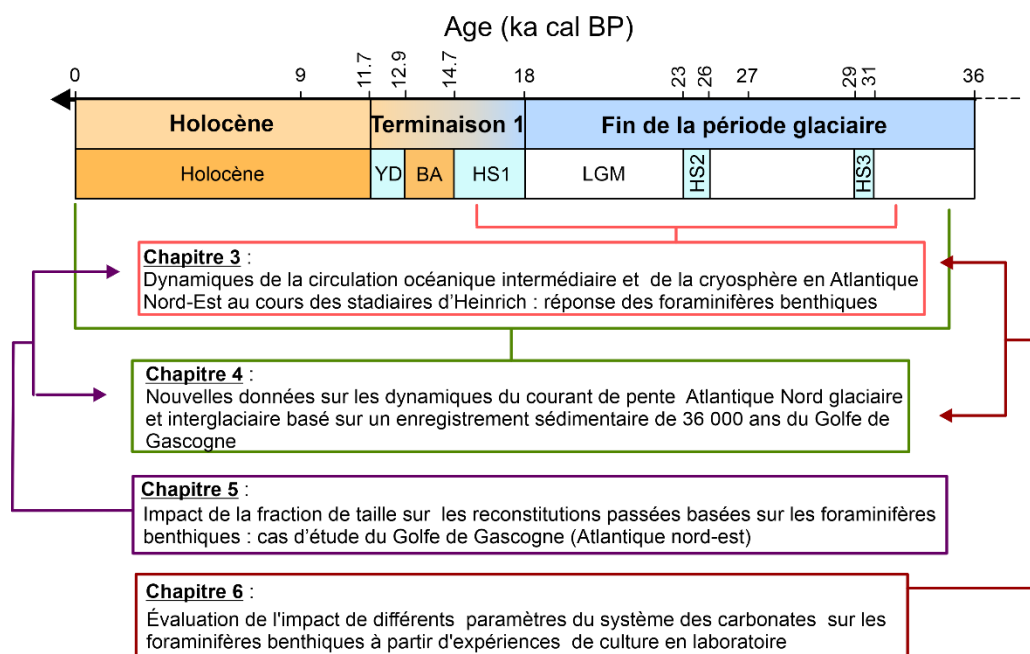 Age (ka cal BP)
0 9 11.7 12.9 14.7 18 23 26 27 29 31 36
Holocène Terminaison 1 Fin de la période glaciaire
Holocène YD BA HS1 LGM HS2 HS3
Chapitre 3 :
Dynamiques de la circulation océanique intermédiaire et de la cryosphère en Atlantique
Nord-Est au cours des stadiaires d'Heinrich : réponse des foraminifères benthiques
Chapitre 4 :
Nouvelles données sur les dynamiques du courant de pente Atlantique Nord glaciaire
et interglaciaire basé sur un enregistrement sédimentaire de 36 000 ans du Golfe de
Gascogne
Chapitre 5 :
Impact de la fraction de taille sur les reconstitutions passées basées sur les foraminifères
benthiques : cas d'étude du Golfe de Gascogne (Atlantique nord-est)
Chapitre 6 :
Évaluation de l'impact de différents paramètres du système des carbonates sur les
foraminifères benthiques à partir d'expériences de culture en laboratoire